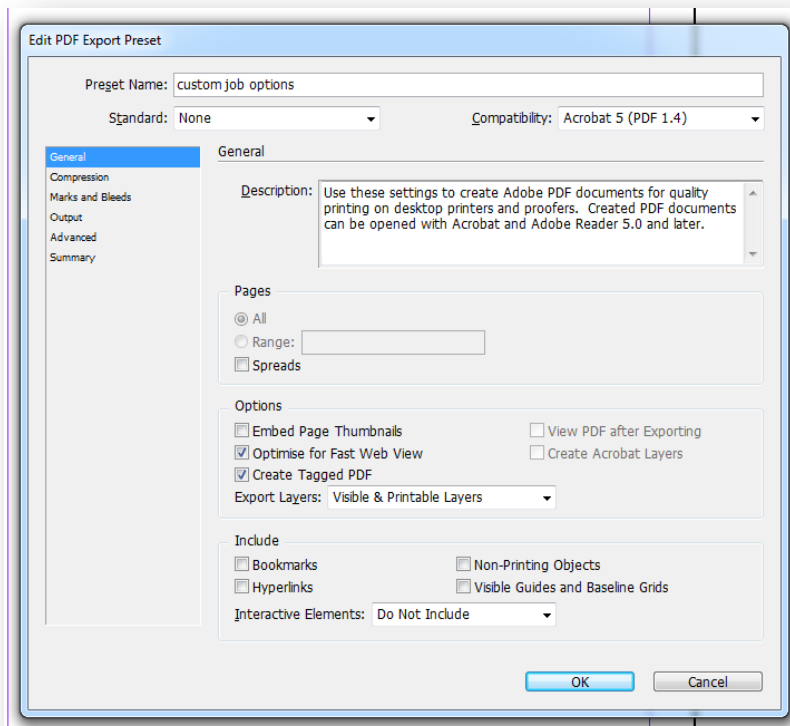 Edit PDF Export Preset
Preset Name: custom job options
Standard: None Compatibility: Acrobat 5 (PDF 1.4)
General
Compression
Marks and Bleeds
Output
Advanced
Summary
General
Description: Use these settings to create Adobe PDF documents for quality
printing on desktop printers and proofers. Created PDF documents
can be opened with Acrobat and Adobe Reader 5.0 and later.
Pages
All
Range:
Spreads
Options
Embed Page Thumbnails View PDF after Exporting
Optimise for Fast Web View Create Acrobat Layers
Create Tagged PDF
Export Layers: Visible & Printable Layers
Include
Bookmarks Non-Printing Objects
Hyperlinks Visible Guides and Baseline Grids
Interactive Elements: Do Not Include
OK Cancel